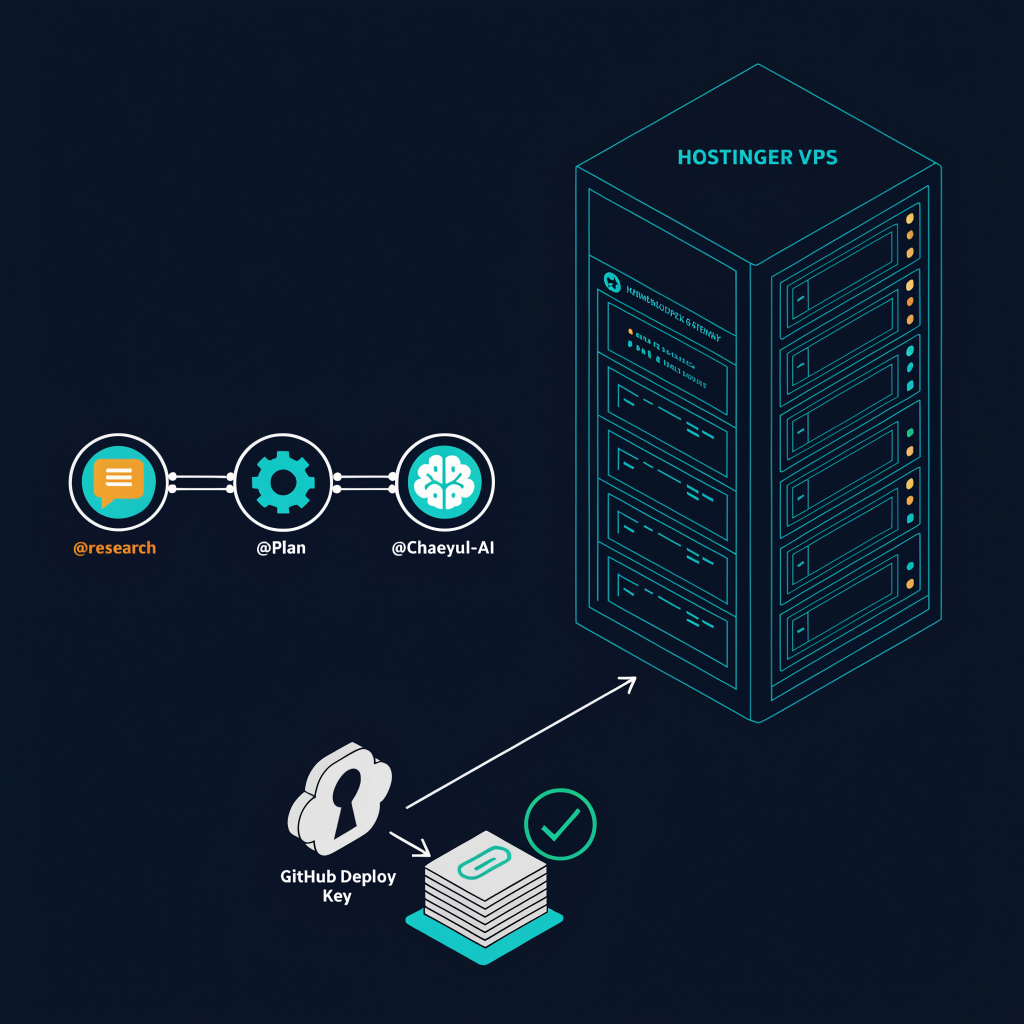 HOSTINGER VPS
@research
@Plan
@Chaeyul-AI
GitHub Deploy
Key